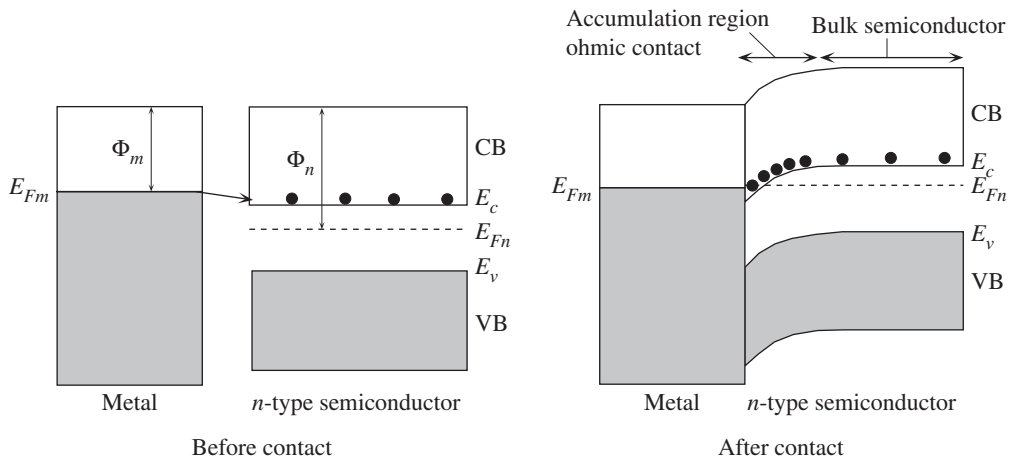 Accumulation region
ohmic contact
Bulk semiconductor
Φm
Φn
CB
EFm
Ec
EFn
Ev
VB
Metal
n-type semiconductor
Before contact
CB
EFm
Ec
EFn
Ev
VB
Metal
n-type semiconductor
After contact